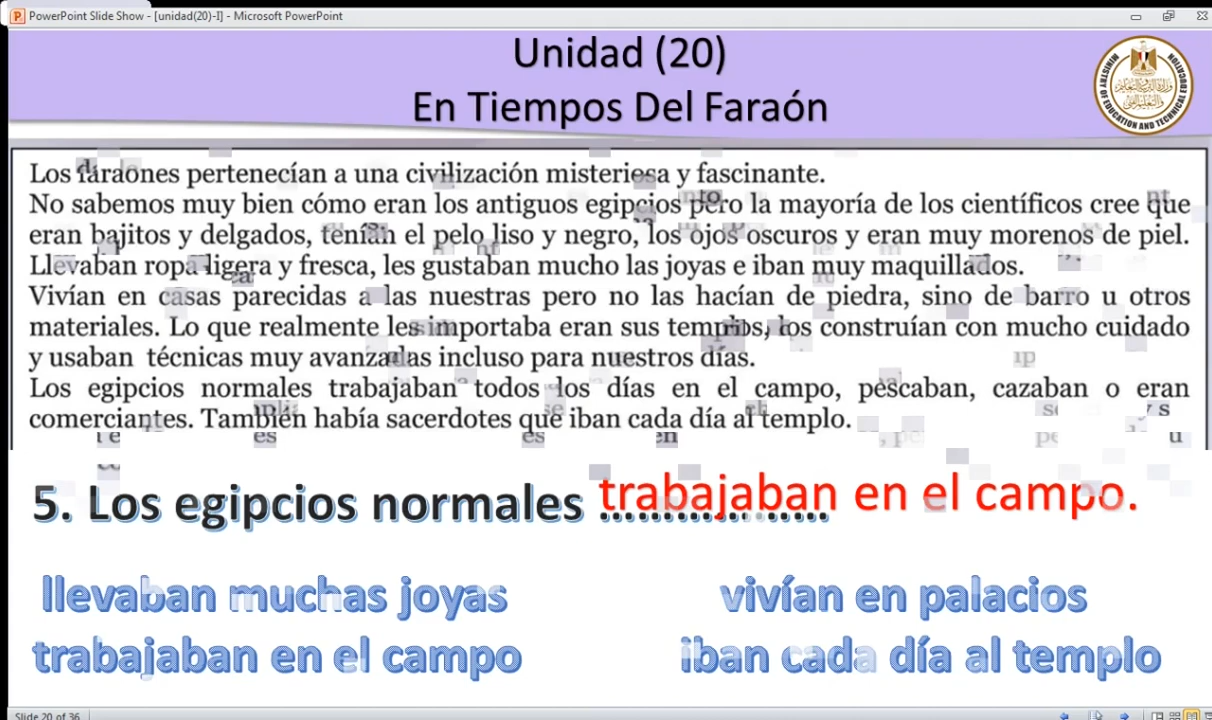 PowerPoint Slide Show - [unidad(20)-I] - Microsoft PowerPoint
Unidad (20)
En Tiempos Del Faraón
MINISTRY OF EDUCATION AND TECHNICAL EDUCATION
Los faraones pertenecían a una civilización misteriosa y fascinante.
No sabemos muy bien cómo eran los antiguos egipcios pero la mayoría de los científicos cree que
eran bajitos y delgados, tenían el pelo liso y negro, los ojos oscuros y eran muy morenos de piel.
Llevaban ropa ligera y fresca, les gustaban mucho las joyas e iban muy maquillados.
Vivían en casas parecidas a las nuestras pero no las hacían de piedra, sino de barro u otros
materiales. Lo que realmente les importaba eran sus templos, los construían con mucho cuidado
y usaban técnicas muy avanzadas incluso para nuestros días.
Los egipcios normales trabajaban todos los días en el campo, pescaban, cazaban o eran
comerciantes. También había sacerdotes que iban cada día al templo.
5. Los egipcios normales ................. trabajaban en el campo.
llevaban muchas joyas vivían en palacios
trabajaban en el campo iban cada día al templo
Slide 20 of 36